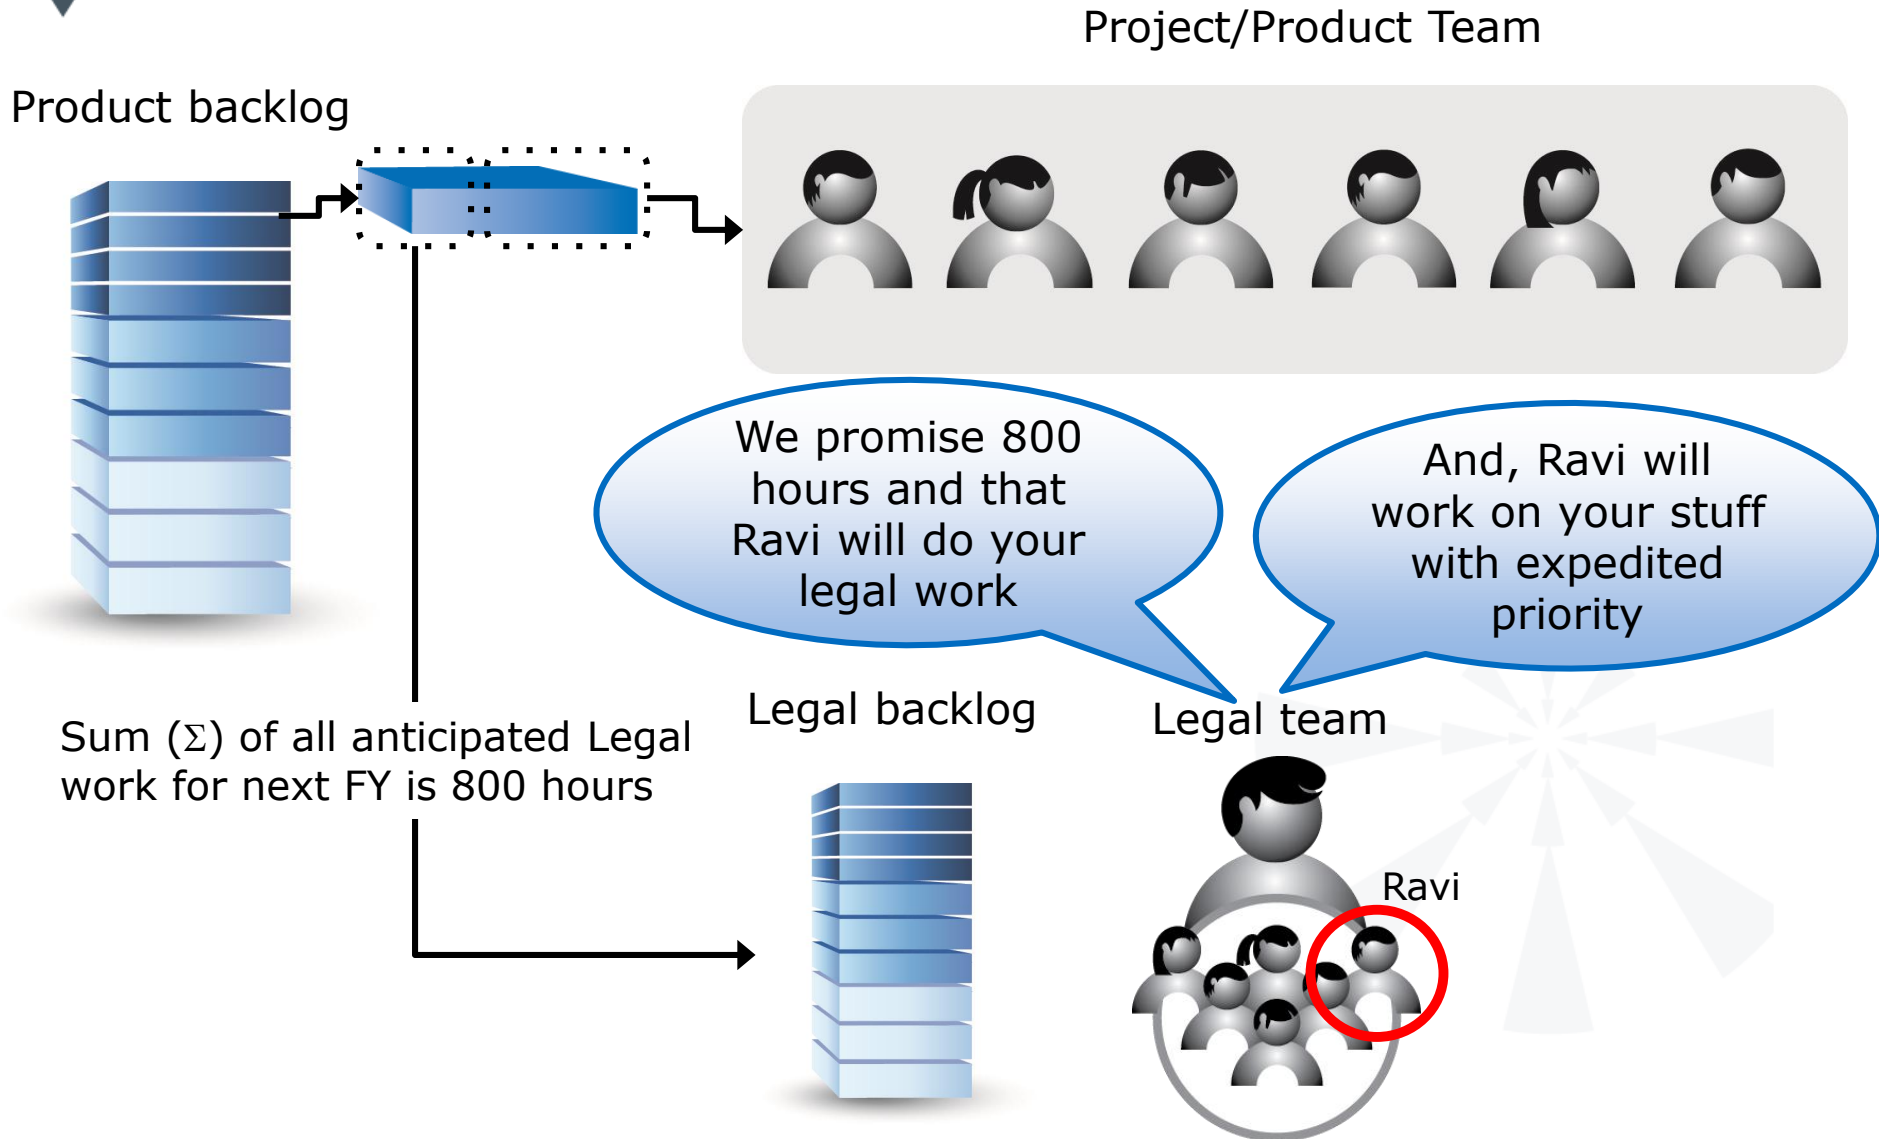 Project/Product Team
Product backlog
We promise 800
hours and that
Ravi will do your
legal work
And, Ravi will
work on your stuff
with expedited
priority
Sum (Σ) of all anticipated Legal
work for next FY is 800 hours
Legal backlog
Legal team
Ravi